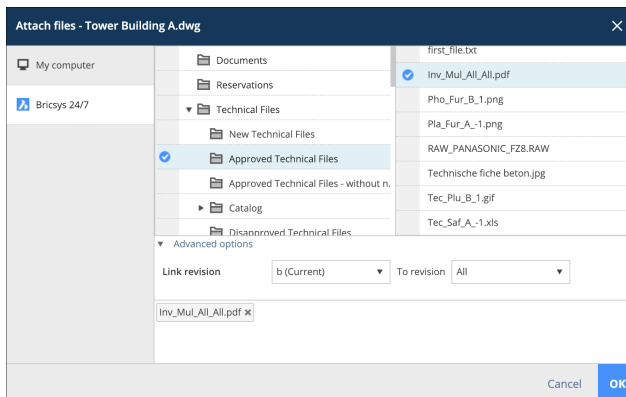 Attach files - Tower Building A.dwg
My computer
Bricsys 24/7
Documents
Reservations
Technical Files
New Technical Files
Approved Technical Files
Approved Technical Files - without n.
Catalog
Disapproved Technical Files
first_file.txt
Inv_Mul_All_All.pdf
Pho_Fur_B_1.png
Pla_Fur_A_-1.png
RAW_PANASONIC_FZ8.RAW
Technische fiche beton.jpg
Tec_Plu_B_1.gif
Tec_Saf_A_-1.xls
Advanced options
Link revision b (Current) To revision All
Inv_Mul_All_All.pdf
Cancel OK